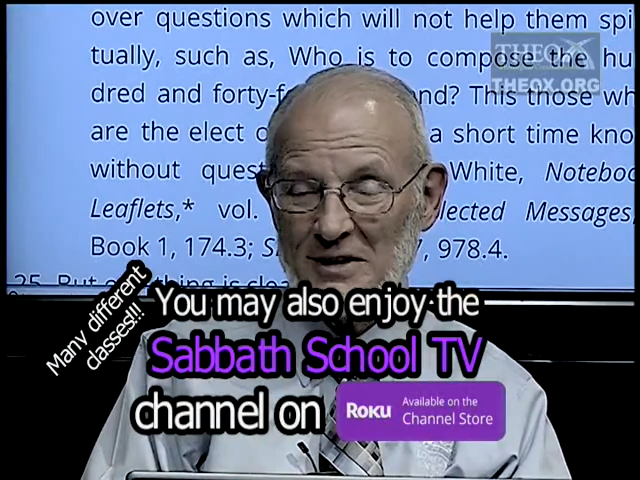 over questions which will not help them spi
tually, such as, Who is to compose the hu
dred and forty-f nd? This those wh
are the elect o a short time kno
without quest White, Notebo
Leaflets,* vol. lected Messages,
Book 1, 174.3; 7, 978.4.
25. But
THEOX
THEOX.ORG
Many different
classes!!!
You may also enjoy the
Sabbath School TV
channel on
ROKU
Available on the
Channel Store